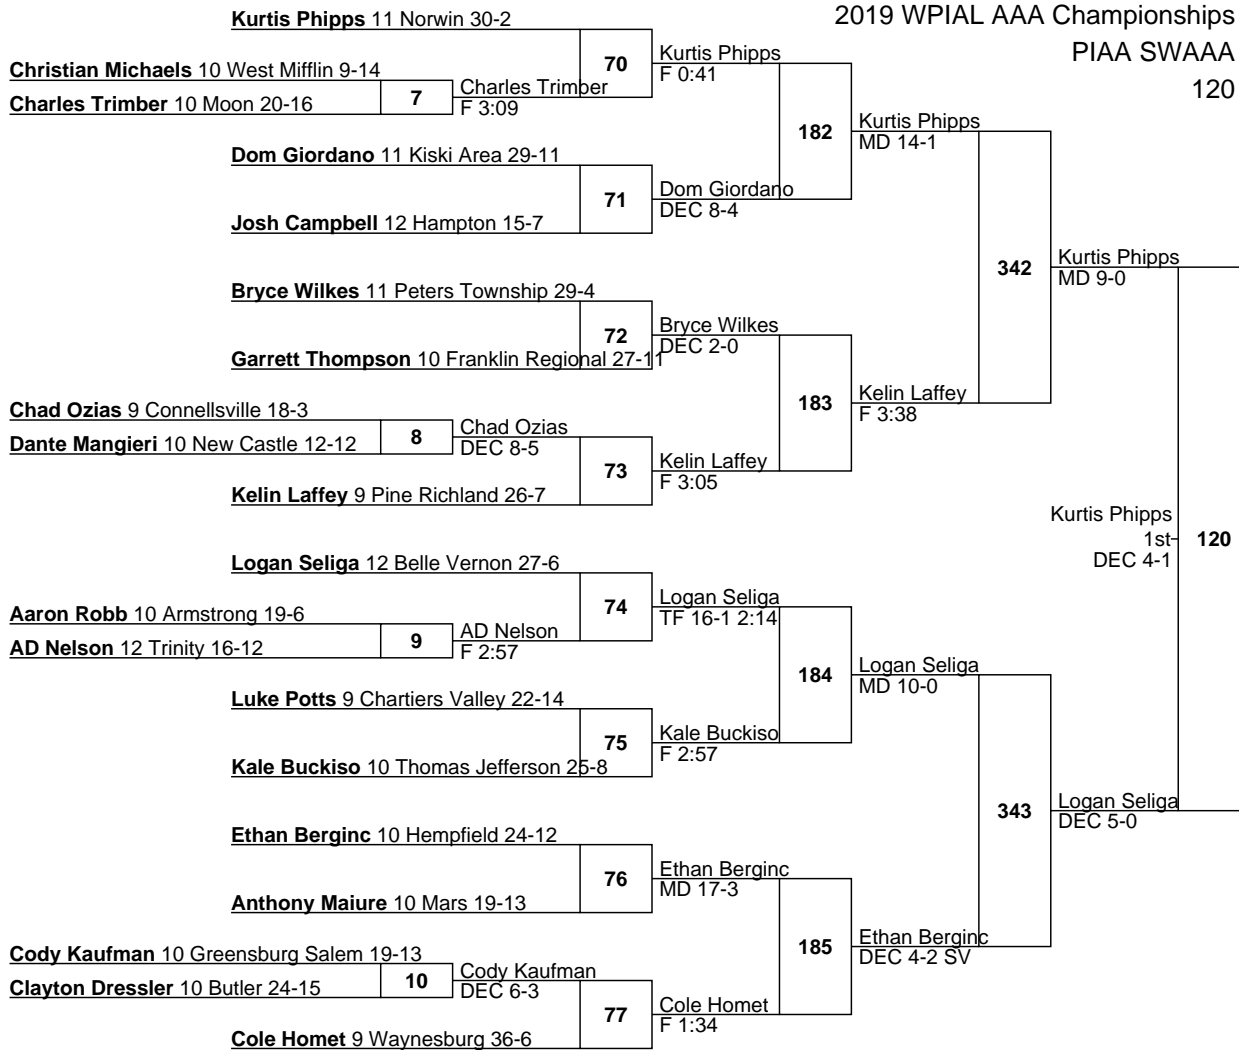 2019 WPIAL AAA Championships
PIAA SWAAA
120
Kurtis Phipps 11 Norwin 30-2
70
Kurtis Phipps
F 0:41
Christian Michaels 10 West Mifflin 9-14
7
Charles Trimber
F 3:09
Charles Trimber 10 Moon 20-16
182
Kurtis Phipps
MD 14-1
Dom Giordano 11 Kiski Area 29-11
71
Dom Giordano
DEC 8-4
Josh Campbell 12 Hampton 15-7
342
Kurtis Phipps
MD 9-0
Bryce Wilkes 11 Peters Township 29-4
72
Bryce Wilkes
DEC 2-0
Garrett Thompson 10 Franklin Regional 27-11
183
Kelin Laffey
F 3:38
Chad Ozias 9 Connellsville 18-3
8
Chad Ozias
DEC 8-5
Dante Mangieri 10 New Castle 12-12
73
Kelin Laffey
F 3:05
Kelin Laffey 9 Pine Richland 26-7
Kurtis Phipps
1st
DEC 4-1
120
Logan Seliga 12 Belle Vernon 27-6
74
Logan Seliga
TF 16-1 2:14
Aaron Robb 10 Armstrong 19-6
9
AD Nelson
F 2:57
AD Nelson 12 Trinity 16-12
184
Logan Seliga
MD 10-0
Luke Potts 9 Chartiers Valley 22-14
75
Kale Buckiso
F 2:57
Kale Buckiso 10 Thomas Jefferson 25-8
343
Logan Seliga
DEC 5-0
Ethan Berginc 10 Hempfield 24-12
76
Ethan Berginc
MD 17-3
Anthony Maiure 10 Mars 19-13
185
Ethan Berginc
DEC 4-2 SV
Cody Kaufman 10 Greensburg Salem 19-13
10
Cody Kaufman
DEC 6-3
Clayton Dressler 10 Butler 24-15
77
Cole Homet
F 1:34
Cole Homet 9 Waynesburg 36-6